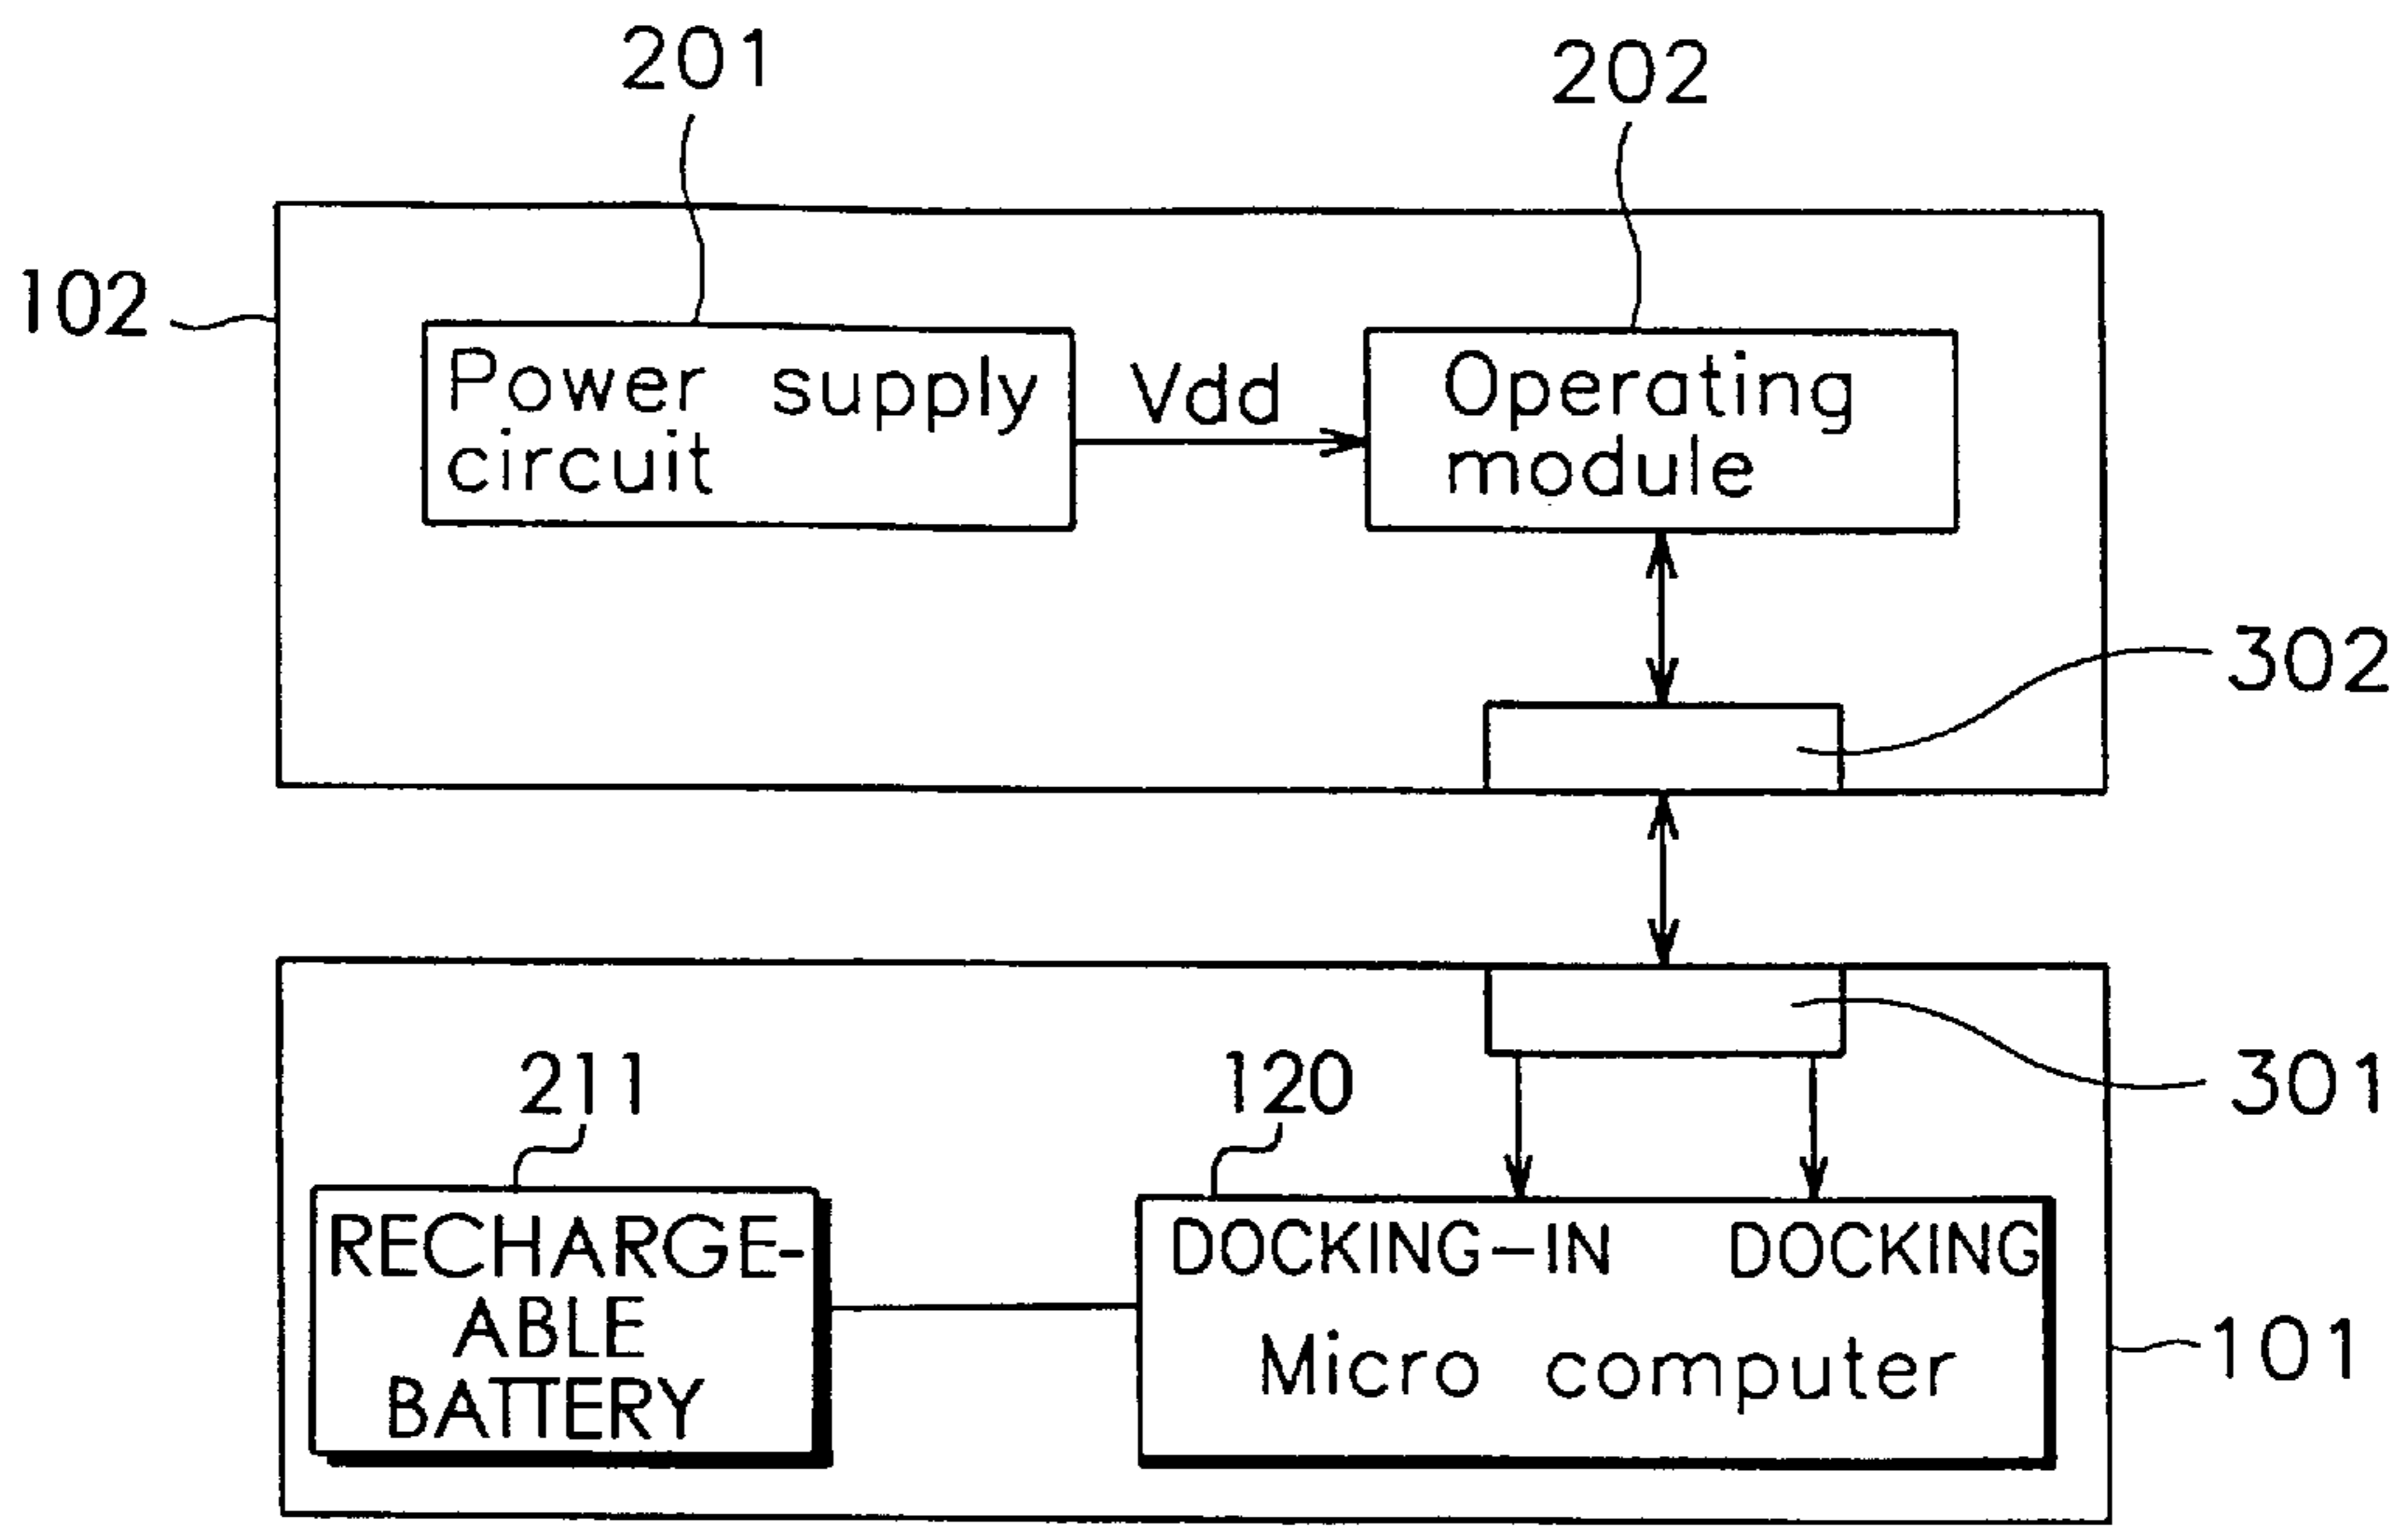 201
202
102
Power supply
circuit
Vdd
Operating
module
302
301
211
120
RECHARGE-
ABLE
BATTERY
DOCKING-IN DOCKING
Micro computer
101